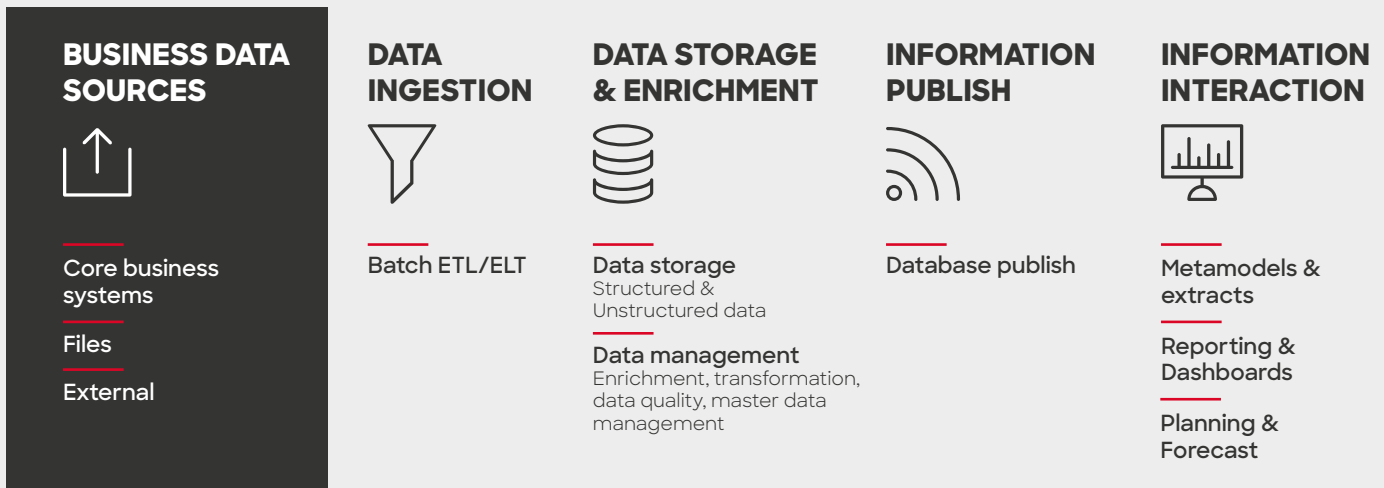 BUSINESS DATA
SOURCES
Core business
systems
Files
External
DATA
INGESTION
Batch ETL/ELT
DATA STORAGE
& ENRICHMENT
Data storage
Structured &
Unstructured data
Data management
Enrichment, transformation,
data quality, master data
management
INFORMATION
PUBLISH
Database publish
INFORMATION
INTERACTION
Metamodels &
extracts
Reporting &
Dashboards
Planning &
Forecast